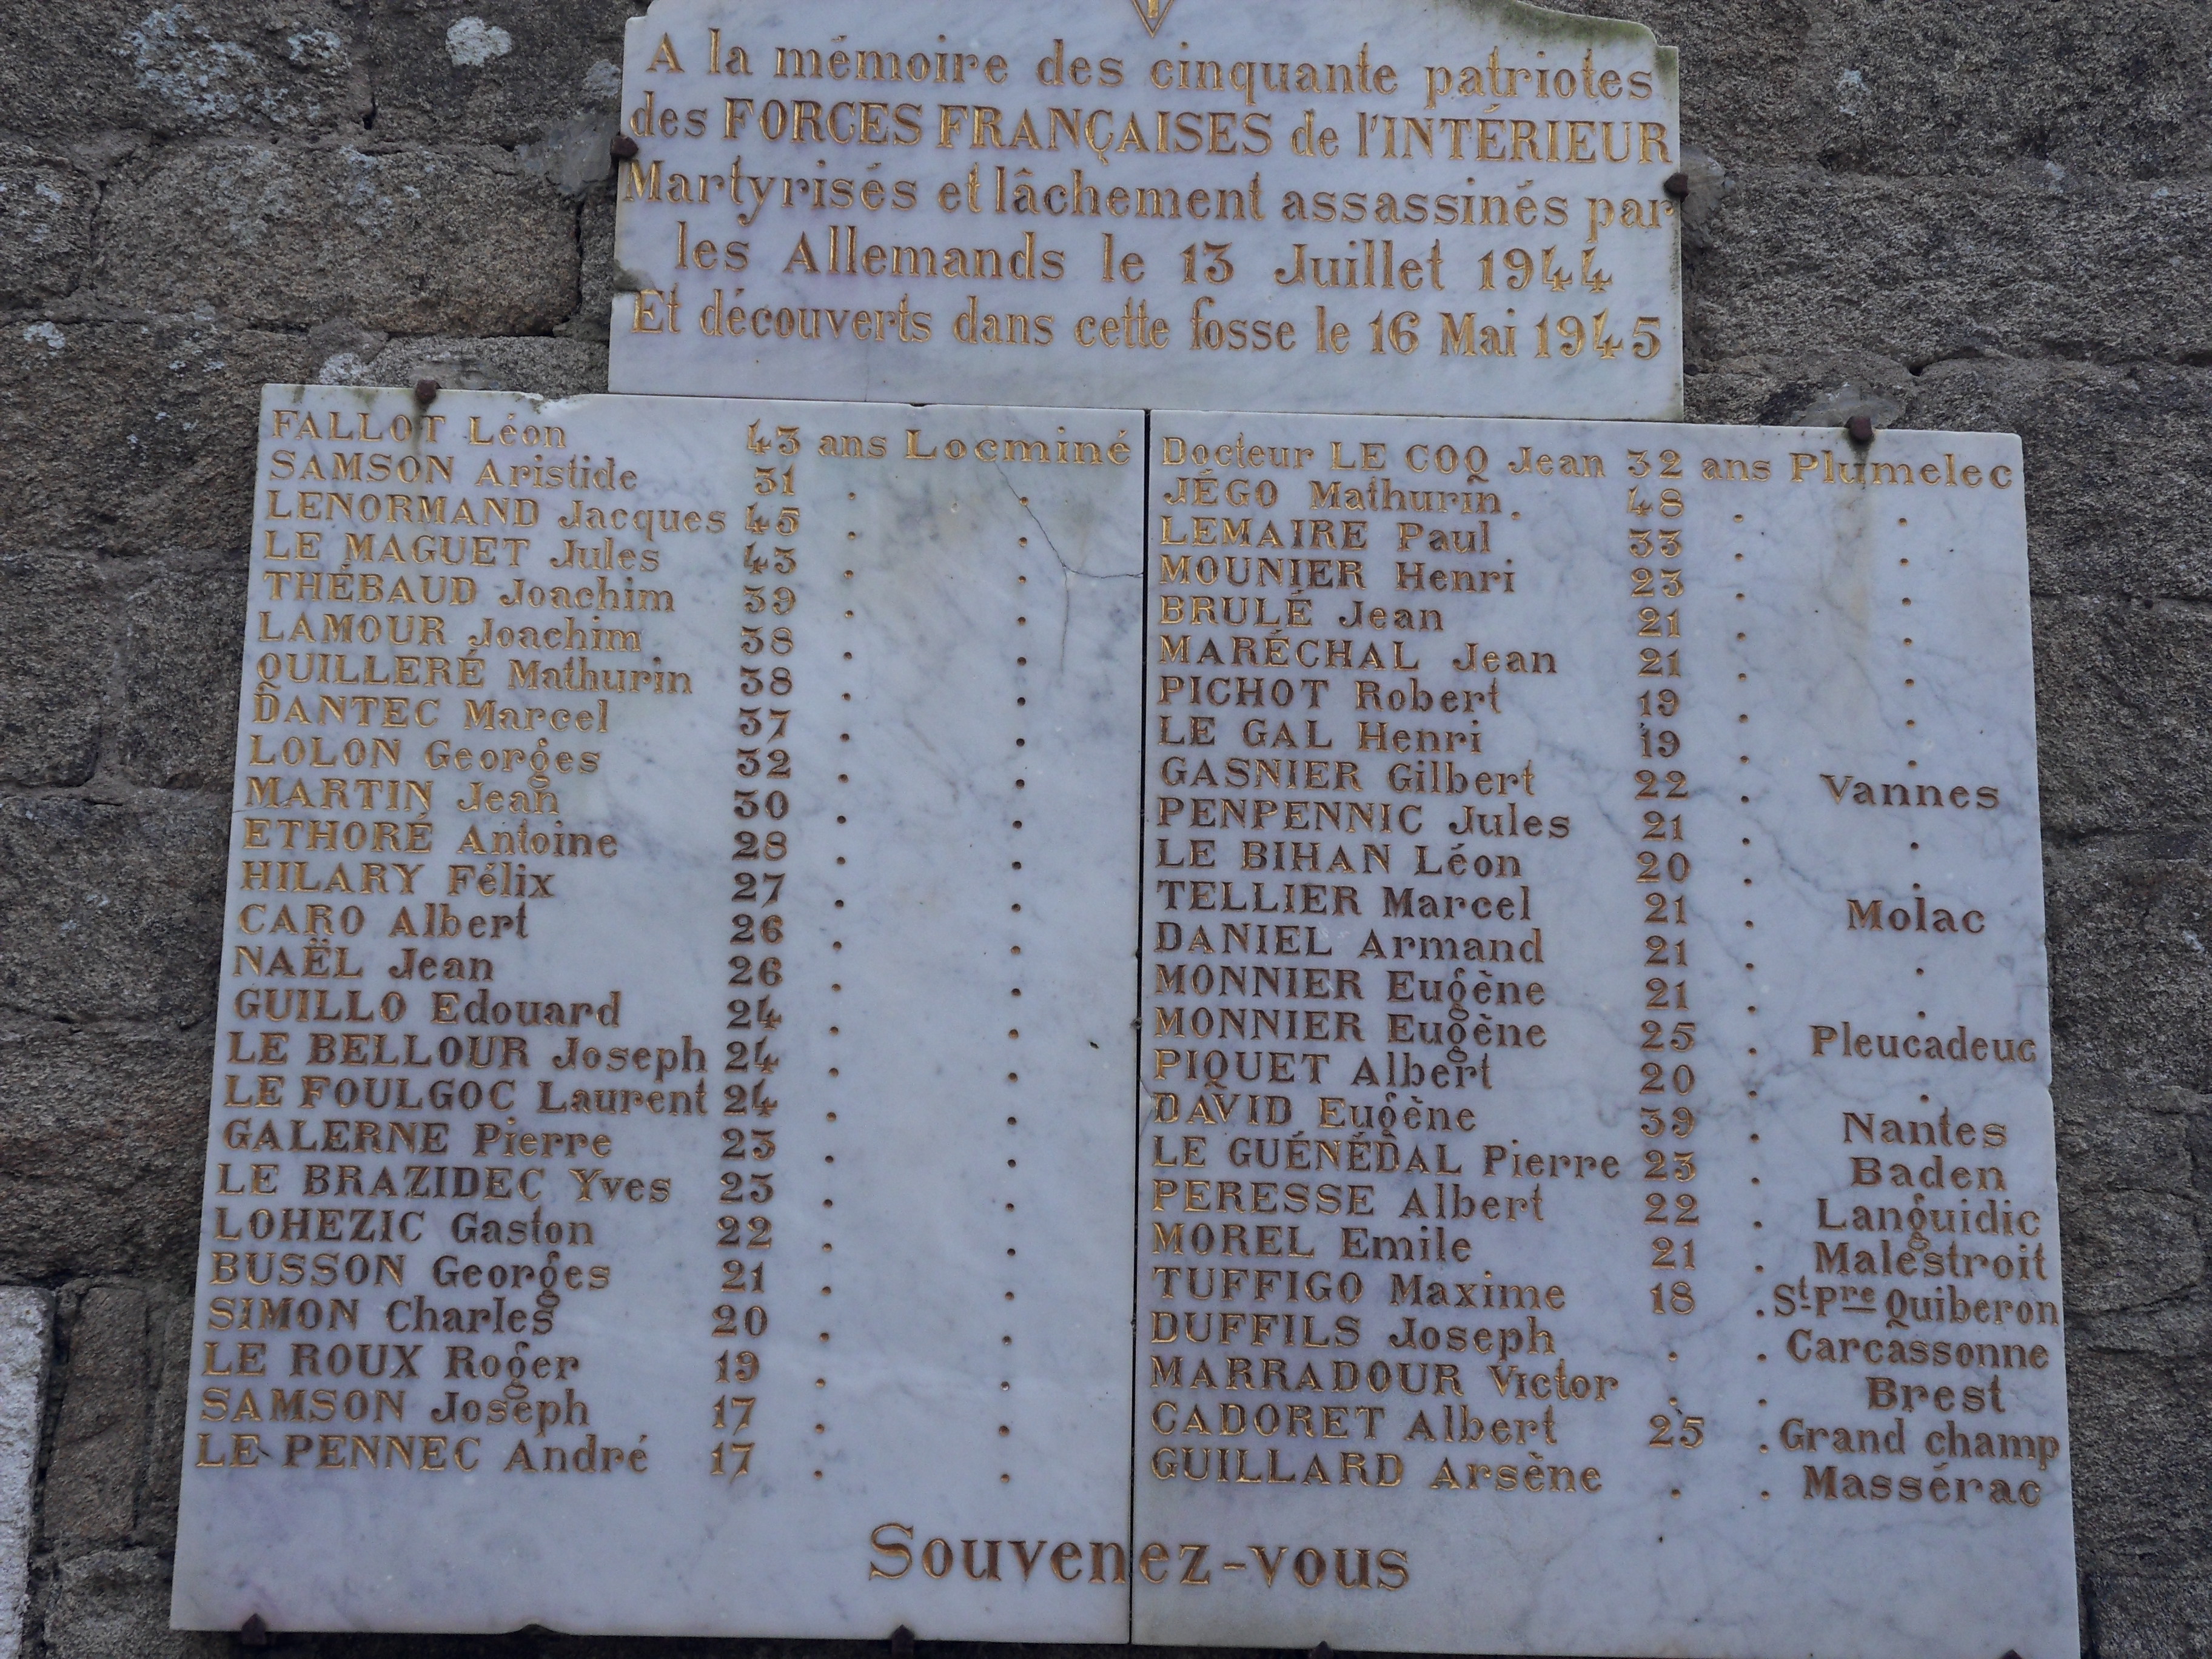 A la mémoire des cinquante patriotes
des FORCES FRANÇAISES de l'INTÉRIEUR
Martyrisés et lâchement assassinés par
les Allemands le 13 Juillet 1944
Et découverts dans cette fosse le 16 Mai 1945
FALLOT Léon 43 ans Locminé
SAMSON Aristide 31 . .
LENORMAND Jacques 45 . .
LE MAGUET Jules 43 . .
THÉBAUD Joachim 39 . .
LAMOUR Joachim 38 . .
QUILLERÉ Mathurin 38 . .
DANTEC Marcel 37 . .
LOLON Georges 32 . .
MARTIN Jean 30 . .
ETHORÉ Antoine 28 . .
HILARY Félix 27 . .
CARO Albert 26 . .
NAËL Jean 26 . .
GUILLO Edouard 24 . .
LE BELLOUR Joseph 24 . .
LE FOULGOC Laurent 24 . .
GALERNE Pierre 23 . .
LE BRAZIDEC Yves 23 . .
LOHEZIC Gaston 22 . .
BUSSON Georges 21 . .
SIMON Charles 20 . .
LE ROUX Roger 19 . .
SAMSON Joseph 17 . .
LE PENNEC André 17 . .
Docteur LE COQ Jean 32 ans Plumelec
JÉGO Mathurin. 48 . .
LEMAIRE Paul 33 . .
MOUNIER Henri 23 . .
BRULÉ Jean 21 . .
MARÉCHAL Jean 21 . .
PICHOT Robert 19 . .
LE GAL Henri 19 . .
GASNIER Gilbert 22 . Vannes
PENPENNIC Jules 21 . .
LE BIHAN Léon 20 . .
TELLIER Marcel 21 . Molac
DANIEL Armand 21 . .
MONNIER Eugène 21 . .
MONNIER Eugène 25 . Pleucadeuc
PIQUET Albert 20 . .
DAVID Eugène 39 . Nantes
LE GUÉNÉDAL Pierre 23 . Baden
PERESSE Albert 22 . Languidic
MOREL Emile 21 . Malestroit
TUFFIGO Maxime 18 . St Pre Quiberon
DUFFILS Joseph . . Carcassonne
MARRADOUR Victor . . Brest
CADORET Albert 25 . Grand champ
GUILLARD Arsène . . Massérac
Souvenez-vous